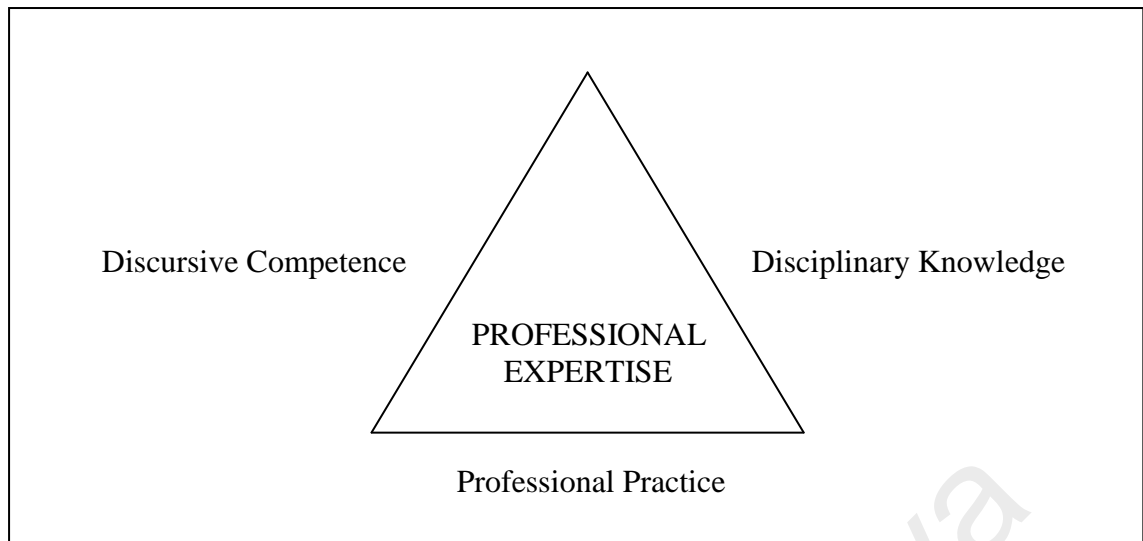 Discursive Competence
Disciplinary Knowledge
PROFESSIONAL
EXPERTISE
Professional Practice